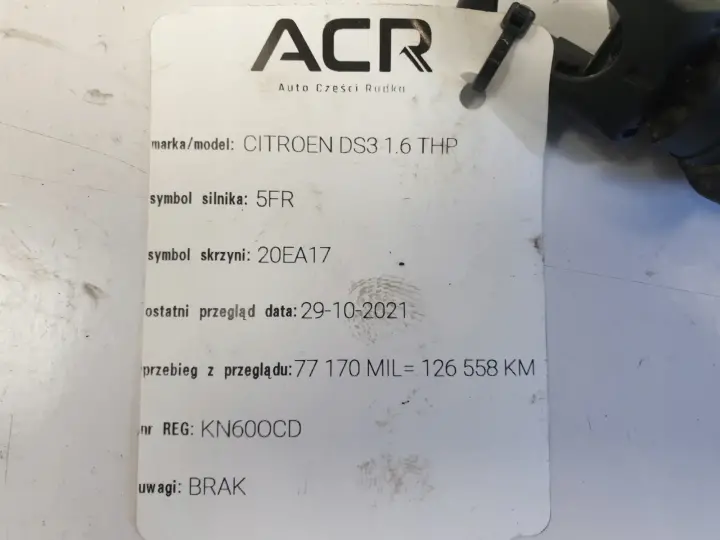 ACR
Auto Części Rudka
marka/model: CITROEN DS3 1.6 THP
symbol silnika: 5FR
symbol skrzyni: 20EA17
ostatni przegląd data: 29-10-2021
przebieg z przeglądu: 77 170 MIL= 126 558 KM
nr REG: KN60OCD
uwagi: BRAK